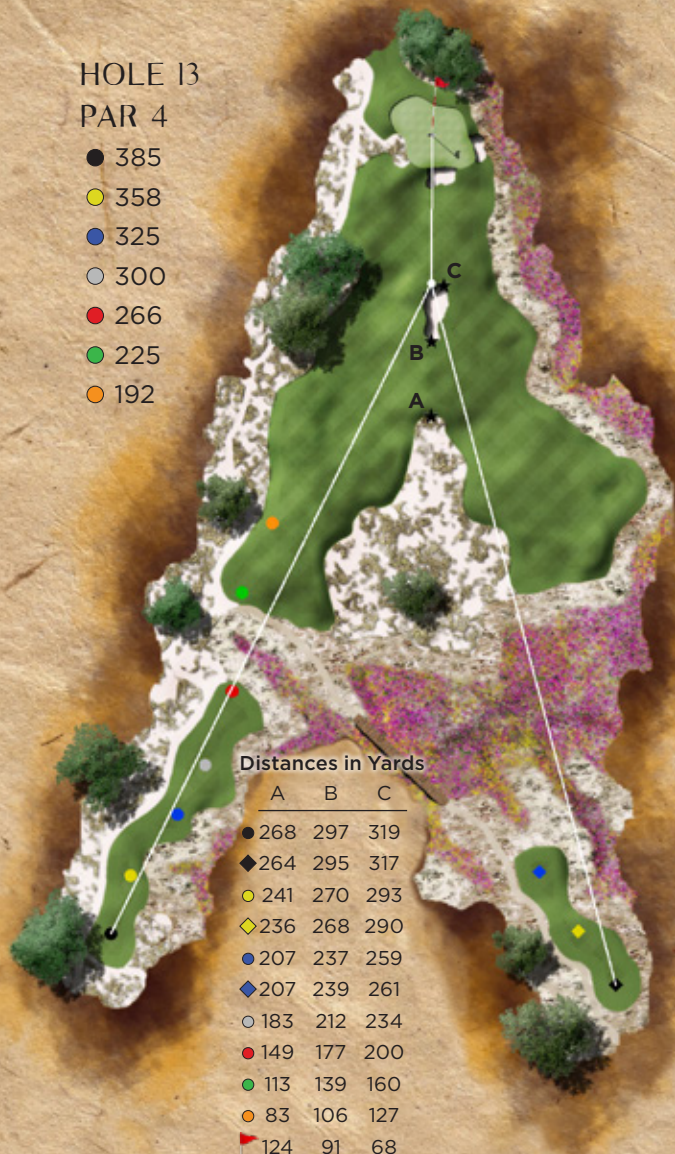 HOLE 13
PAR 4
385
358
325
300
266
225
192
C
B
A
Distances in Yards
A B C
268 297 319
264 295 317
241 270 293
236 268 290
207 237 259
207 239 261
183 212 234
149 177 200
113 139 160
83 106 127
124 91 68